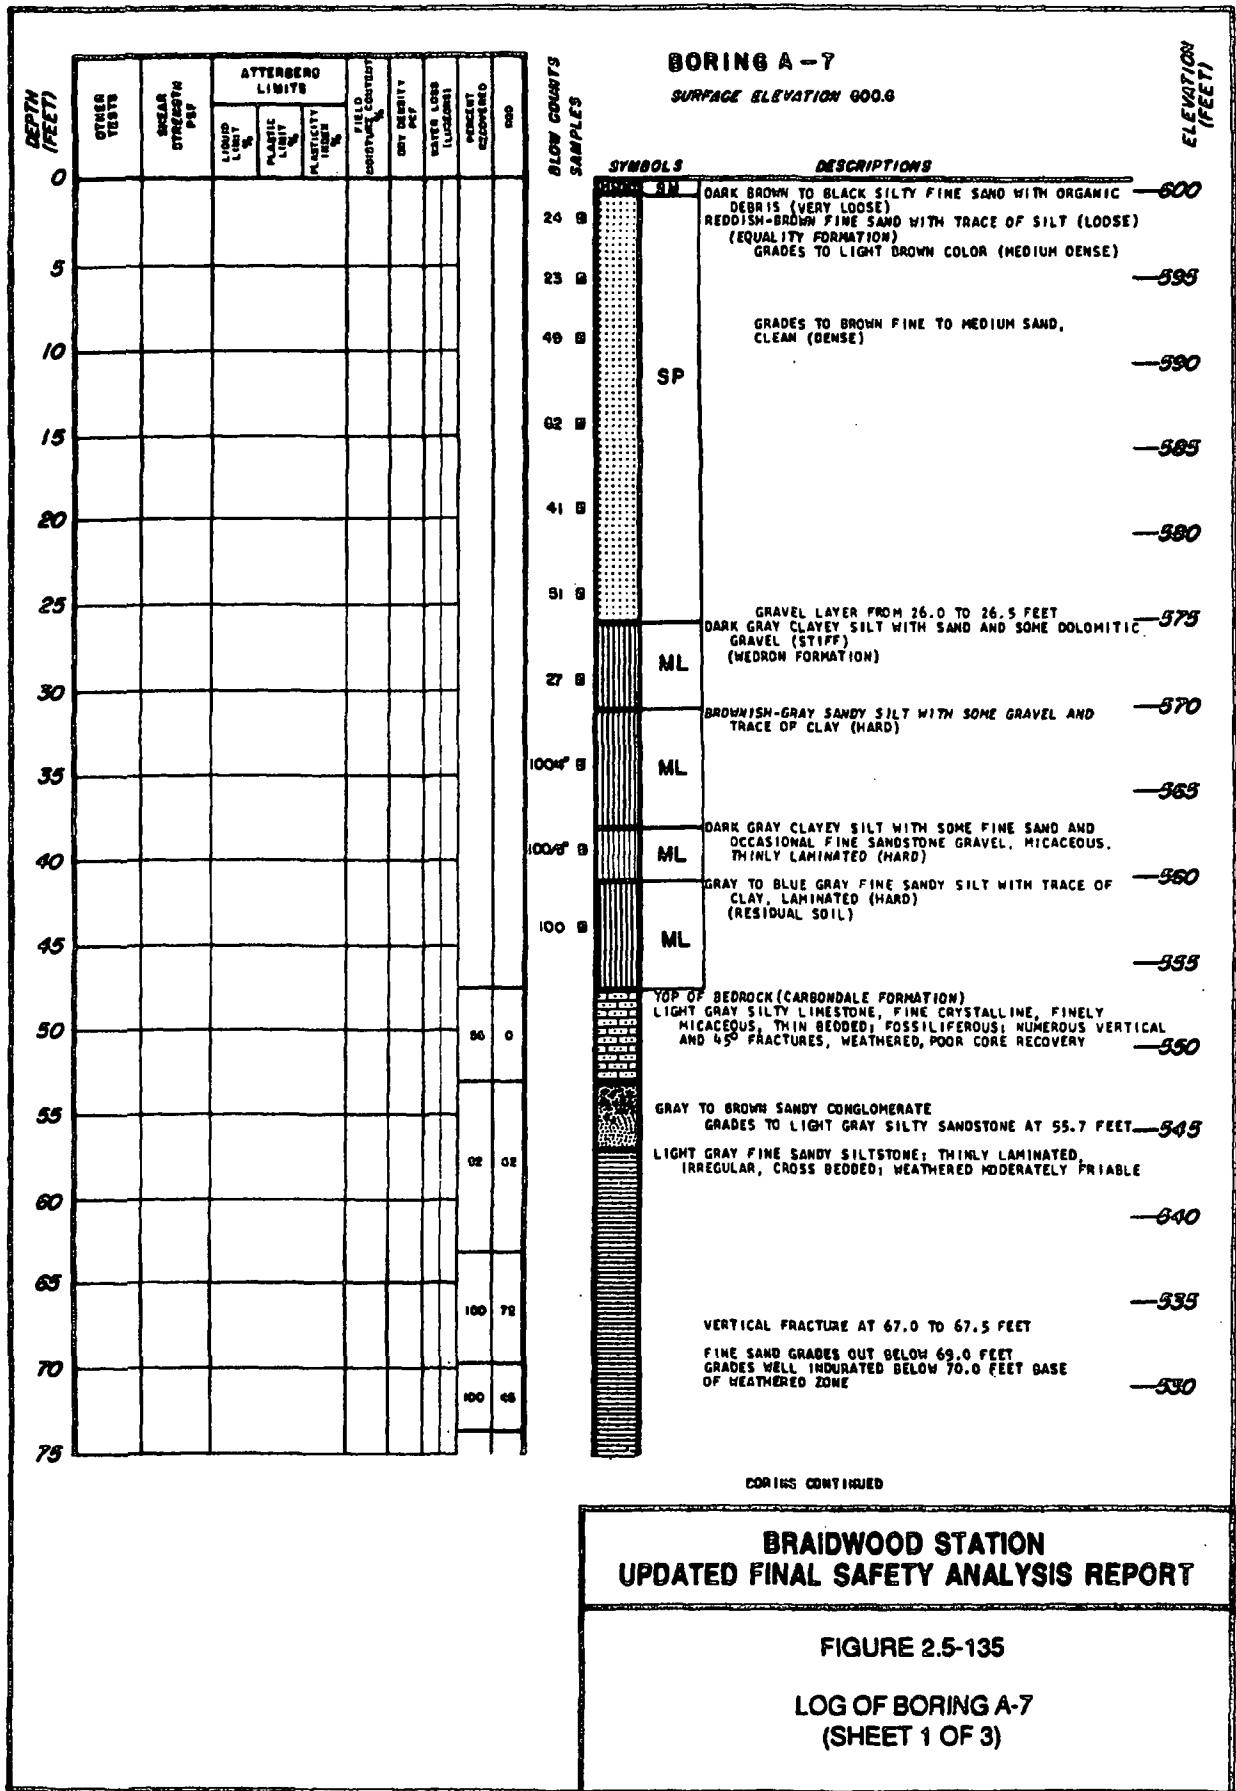 BORING A-7
SURFACE ELEVATION 600.6
DEPTH (FEET)
OTHER TESTS
SHEAR STRENGTH PSF
ATTERBERG LIMITS
LIQUID LIMIT %
PLASTIC LIMIT %
PLASTICITY INDEX %
FIELD MOISTURE CONTENT %
DRY DENSITY PCF
WATER LOSS (LUGEONS)
PERCENT RECOVERED
RQD
BLOW COUNTS
SAMPLES
SYMBOLS
DESCRIPTIONS
ELEVATION (FEET)
0
SM
DARK BROWN TO BLACK SILTY FINE SAND WITH ORGANIC
600
DEBRIS (VERY LOOSE)
24
REDDISH-BROWN FINE SAND WITH TRACE OF SILT (LOOSE)
(EQUALITY FORMATION)
GRADES TO LIGHT BROWN COLOR (MEDIUM DENSE)
5
23
595
GRADES TO BROWN FINE TO MEDIUM SAND,
49
CLEAN (DENSE)
10
590
SP
62
15
585
41
20
580
51
25
GRAVEL LAYER FROM 26.0 TO 26.5 FEET
575
DARK GRAY CLAYEY SILT WITH SAND AND SOME DOLOMITIC
GRAVEL (STIFF)
(WEDRON FORMATION)
ML
27
30
570
BROWNISH-GRAY SANDY SILT WITH SOME GRAVEL AND
TRACE OF CLAY (HARD)
100/4"
ML
35
565
DARK GRAY CLAYEY SILT WITH SOME FINE SAND AND
OCCASIONAL FINE SANDSTONE GRAVEL, MICACEOUS,
THINLY LAMINATED (HARD)
ML
40
560
GRAY TO BLUE GRAY FINE SANDY SILT WITH TRACE OF
CLAY, LAMINATED (HARD)
(RESIDUAL SOIL)
100
ML
45
555
TOP OF BEDROCK (CARBONDALE FORMATION)
LIGHT GRAY SILTY LIMESTONE, FINE CRYSTALLINE, FINELY
MICACEOUS, THIN BEDDED; FOSSILIFEROUS; NUMEROUS VERTICAL
AND 45° FRACTURES, WEATHERED, POOR CORE RECOVERY
50
0
550
55
GRAY TO BROWN SANDY CONGLOMERATE
GRADES TO LIGHT GRAY SILTY SANDSTONE AT 55.7 FEET
545
LIGHT GRAY FINE SANDY SILTSTONE; THINLY LAMINATED,
IRREGULAR, CROSS BEDDED; WEATHERED MODERATELY FRIABLE
60
540
65
535
100
VERTICAL FRACTURE AT 67.0 TO 67.5 FEET
FINE SAND GRADES OUT BELOW 69.0 FEET
70
GRADES WELL INDURATED BELOW 70.0 FEET BASE
OF WEATHERED ZONE
530
100
75
BORING CONTINUED
BRAIDWOOD STATION
UPDATED FINAL SAFETY ANALYSIS REPORT
FIGURE 2.5-135
LOG OF BORING A-7
(SHEET 1 OF 3)